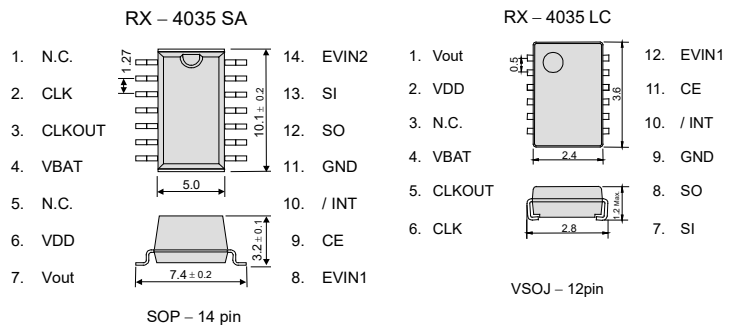 RX – 4035 SA
1. N.C.
2. CLK
3. CLKOUT
4. VBAT
5. N.C.
6. VDD
7. Vout
1.27
10.1 ± 0.2
5.0
3.2 ± 0.1
7.4 ± 0.2
14. EVIN2
13. SI
12. SO
11. GND
10. / INT
9. CE
8. EVIN1
SOP – 14 pin
RX – 4035 LC
1. Vout
2. VDD
3. N.C.
4. VBAT
5. CLKOUT
6. CLK
0.5
3.6
2.4
1.2 Max.
2.8
12. EVIN1
11. CE
10. / INT
9. GND
8. SO
7. SI
VSOJ – 12pin